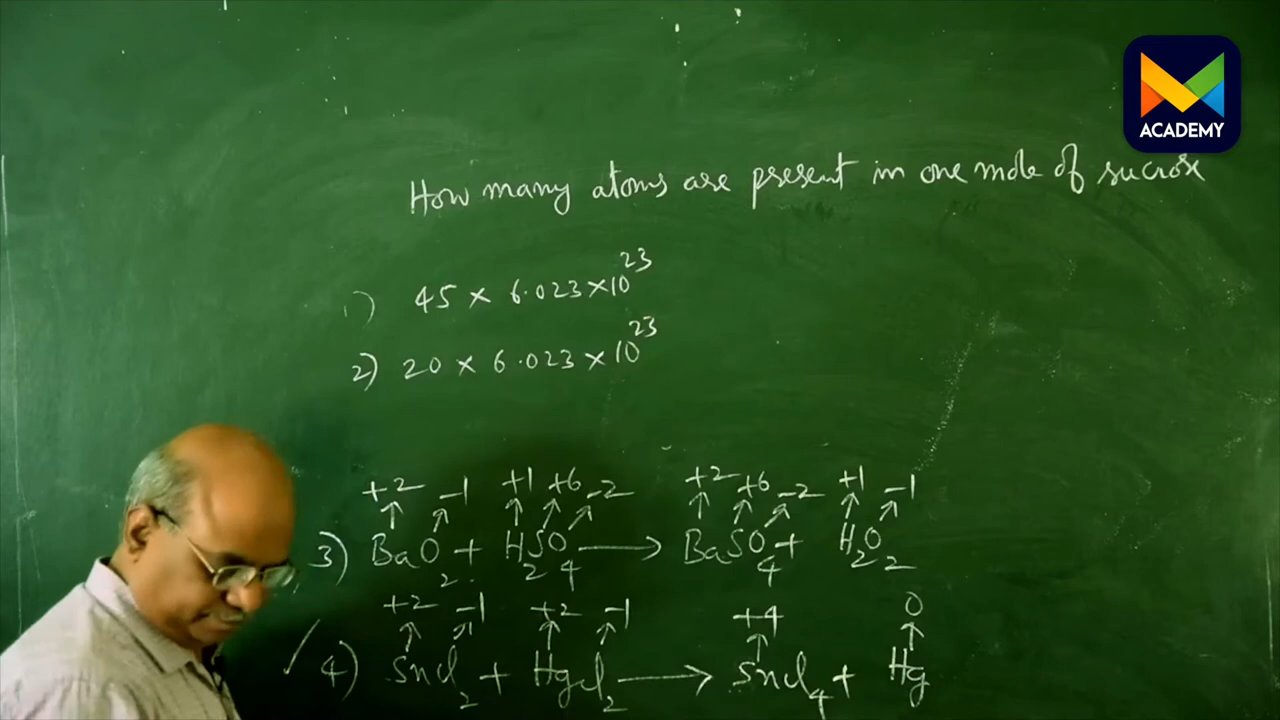 ACADEMY
How many atoms are present in one mole of sucrose
1) 45 × 6.023 × 10²³
2) 20 × 6.023 × 10²³
+2 -1 +1 +6 -2 +2 +6 -2 +1 -1
3) BaO₂ + H₂SO₄ → BaSO₄ + H₂O₂
+2 -1 +2 -1 +4 0
✓ 4) Sncl₂ + Hgcl₂ → Sncl₄ + Hg